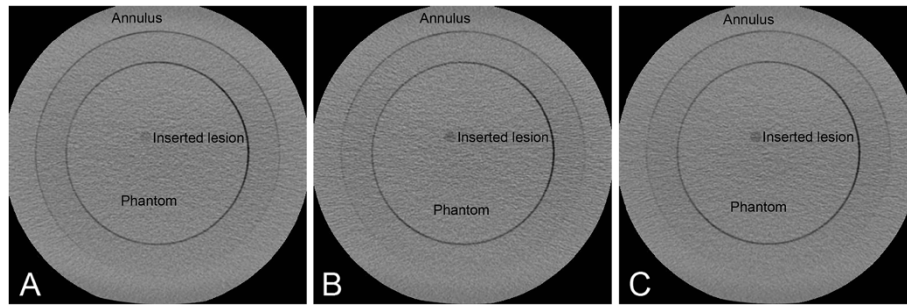 Annulus
Inserted lesion
Phantom
A
Annulus
Inserted lesion
Phantom
B
Annulus
Inserted lesion
Phantom
C